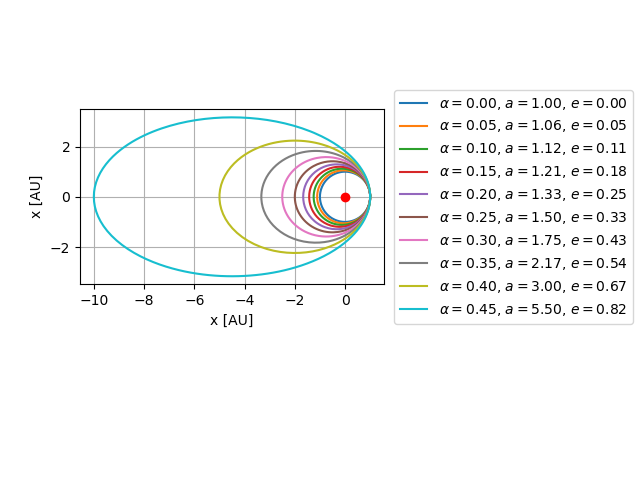 2
0
−2
x [AU]
−10 −8 −6 −4 −2 0
x [AU]
α = 0.00, a = 1.00, e = 0.00
α = 0.05, a = 1.06, e = 0.05
α = 0.10, a = 1.12, e = 0.11
α = 0.15, a = 1.21, e = 0.18
α = 0.20, a = 1.33, e = 0.25
α = 0.25, a = 1.50, e = 0.33
α = 0.30, a = 1.75, e = 0.43
α = 0.35, a = 2.17, e = 0.54
α = 0.40, a = 3.00, e = 0.67
α = 0.45, a = 5.50, e = 0.82